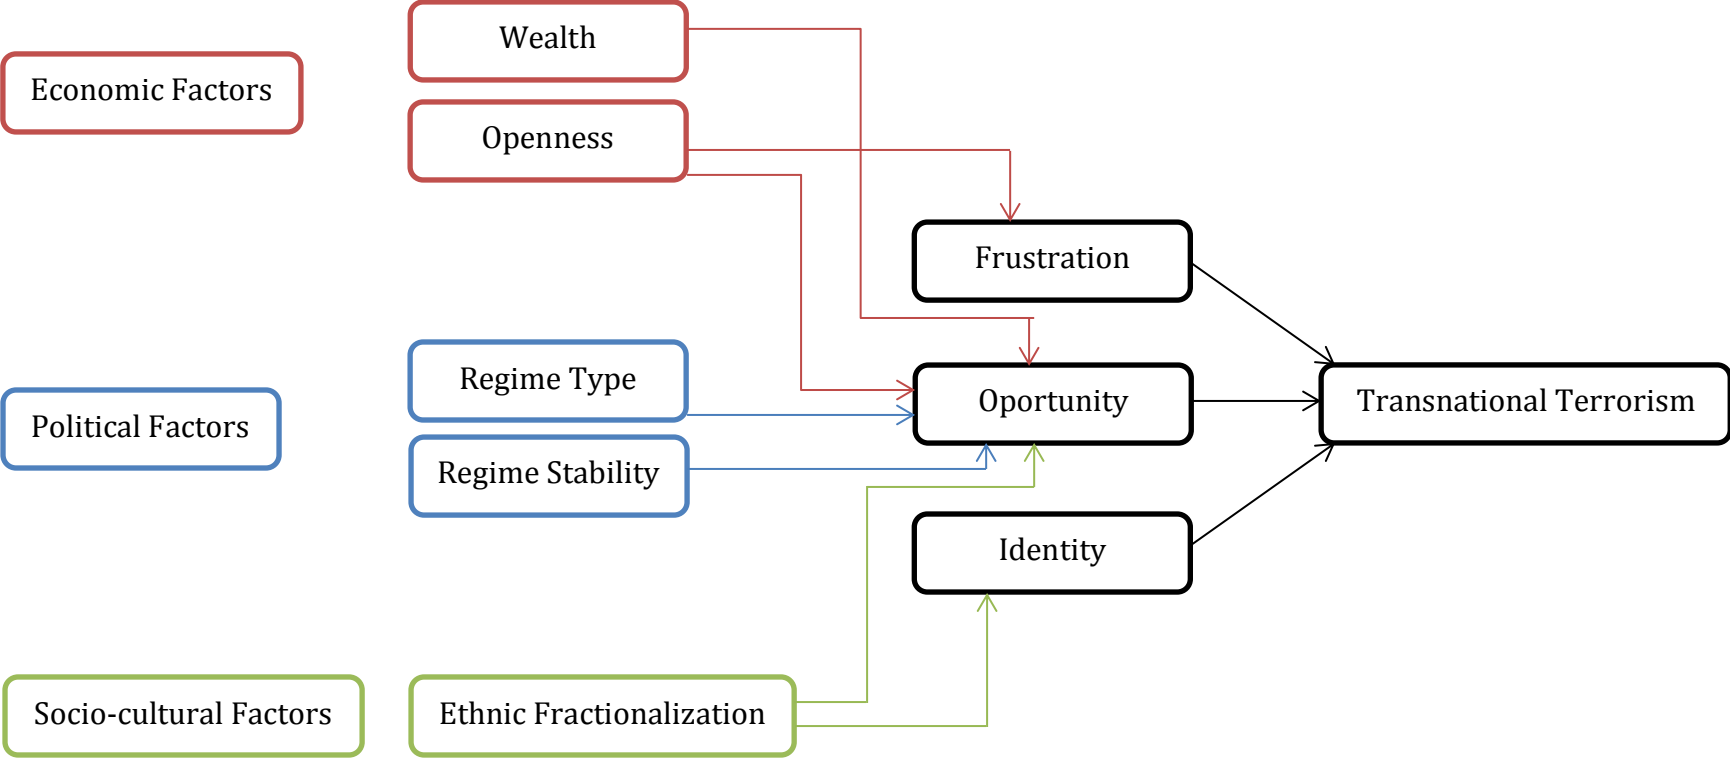 Wealth
Economic Factors
Openness
Frustration
Regime Type
Oportunity
Transnational Terrorism
Political Factors
Regime Stability
Identity
Socio-cultural Factors
Ethnic Fractionalization